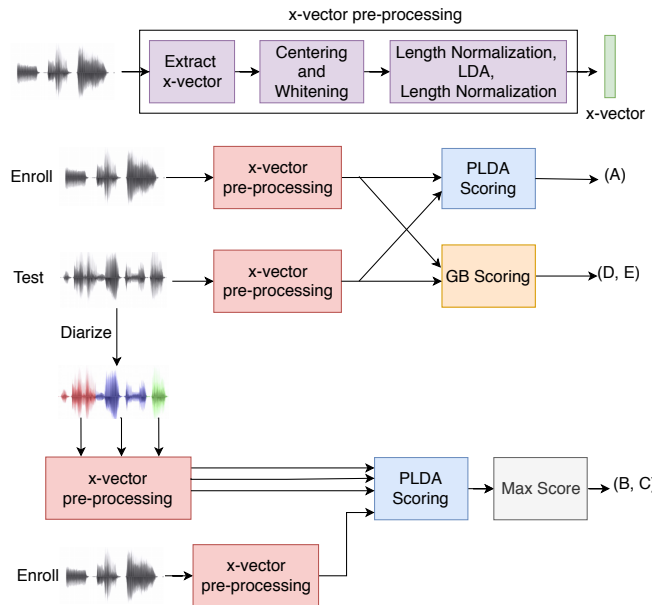 x-vector pre-processing
Extract
x-vector
Centering
and
Whitening
Length Normalization,
LDA,
Length Normalization
x-vector
Enroll
x-vector
pre-processing
PLDA
Scoring
(A)
Test
x-vector
pre-processing
GB Scoring
(D, E)
Diarize
x-vector
pre-processing
PLDA
Scoring
Max Score
(B, C)
Enroll
x-vector
pre-processing